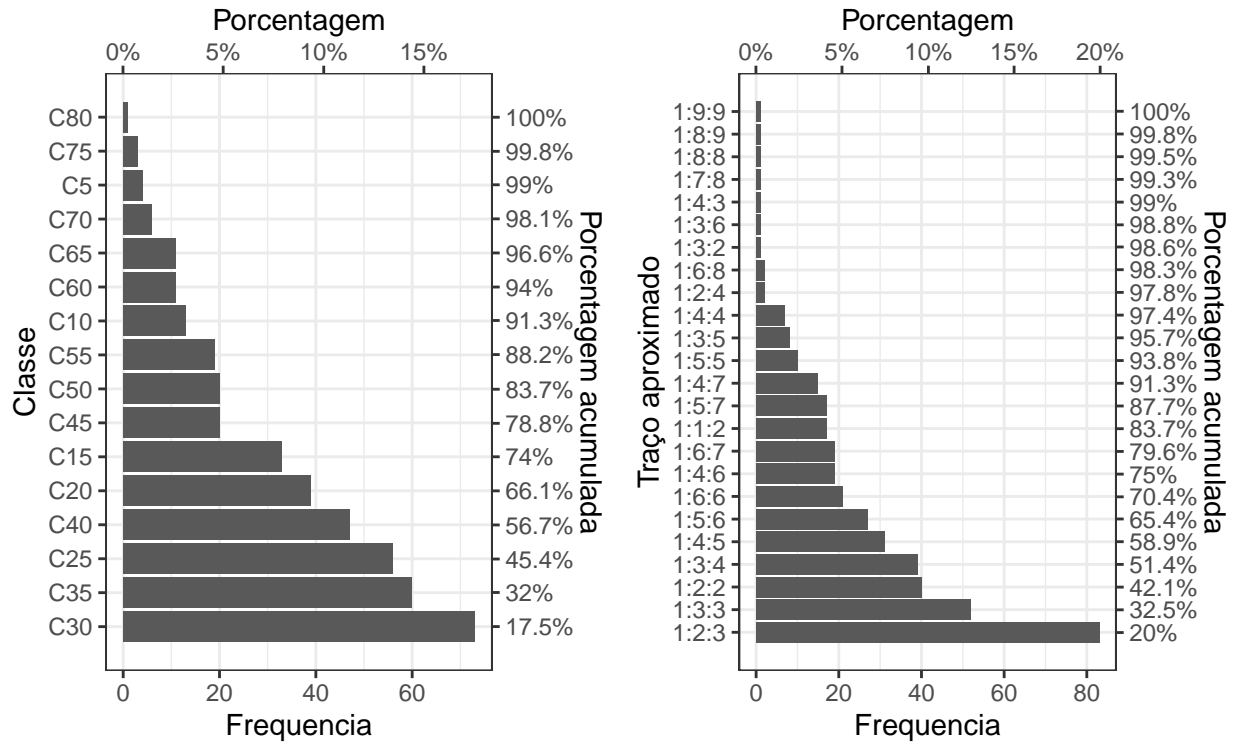 Porcentagem
0% 5% 10% 15%
Classe
C80 100%
C75 99.8%
C5 99%
C70 98.1%
C65 96.6%
C60 94%
C10 91.3%
C55 88.2%
C50 83.7%
C45 78.8%
C15 74%
C20 66.1%
C40 56.7%
C25 45.4%
C35 32%
C30 17.5%
Porcentagem acumulada
0 20 40 60
Frequencia
Porcentagem
0% 5% 10% 15% 20%
Traço aproximado
1:9:9 100%
1:8:9 99.8%
1:8:8 99.5%
1:7:8 99.3%
1:4:3 99%
1:3:6 98.8%
1:3:2 98.6%
1:6:8 98.3%
1:2:4 97.8%
1:4:4 97.4%
1:3:5 95.7%
1:5:5 93.8%
1:4:7 91.3%
1:5:7 87.7%
1:1:2 83.7%
1:6:7 79.6%
1:4:6 75%
1:6:6 70.4%
1:5:6 65.4%
1:4:5 58.9%
1:3:4 51.4%
1:2:2 42.1%
1:3:3 32.5%
1:2:3 20%
Porcentagem acumulada
0 20 40 60 80
Frequencia